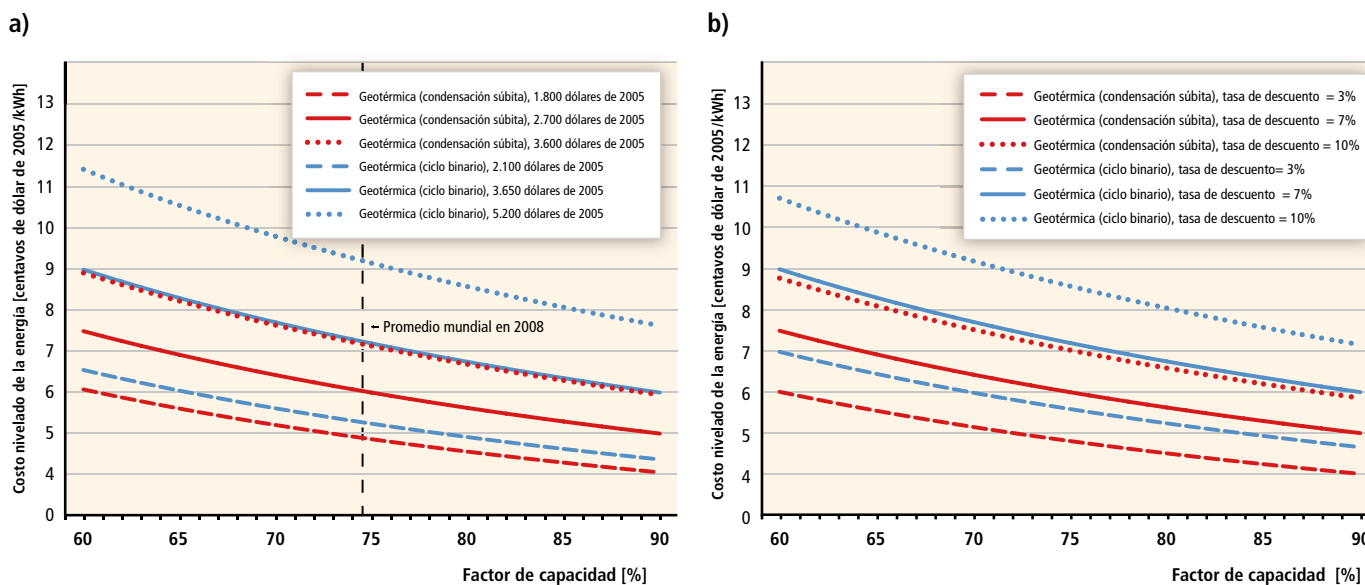 a)
Costo nivelado de la energía [centavos de dólar de 2005/kWh]
13
12
11
10
9
8
7
6
5
4
0
Geotérmica (condensación súbita), 1.800 dólares de 2005
Geotérmica (condensación súbita), 2.700 dólares de 2005
Geotérmica (condensación súbita), 3.600 dólares de 2005
Geotérmica (ciclo binario), 2.100 dólares de 2005
Geotérmica (ciclo binario), 3.650 dólares de 2005
Geotérmica (ciclo binario), 5.200 dólares de 2005
Promedio mundial en 2008
60 65 70 75 80 85 90
Factor de capacidad [%]
b)
Costo nivelado de la energía [centavos de dólar de 2005/kWh]
13
12
11
10
9
8
7
6
5
4
0
Geotérmica (condensación súbita), tasa de descuento = 3%
Geotérmica (condensación súbita), tasa de descuento = 7%
Geotérmica (condensación súbita), tasa de descuento = 10%
Geotérmica (ciclo binario), tasa de descuento= 3%
Geotérmica (ciclo binario), tasa de descuento = 7%
Geotérmica (ciclo binario), tasa de descuento = 10%
60 65 70 75 80 85 90
Factor de capacidad [%]